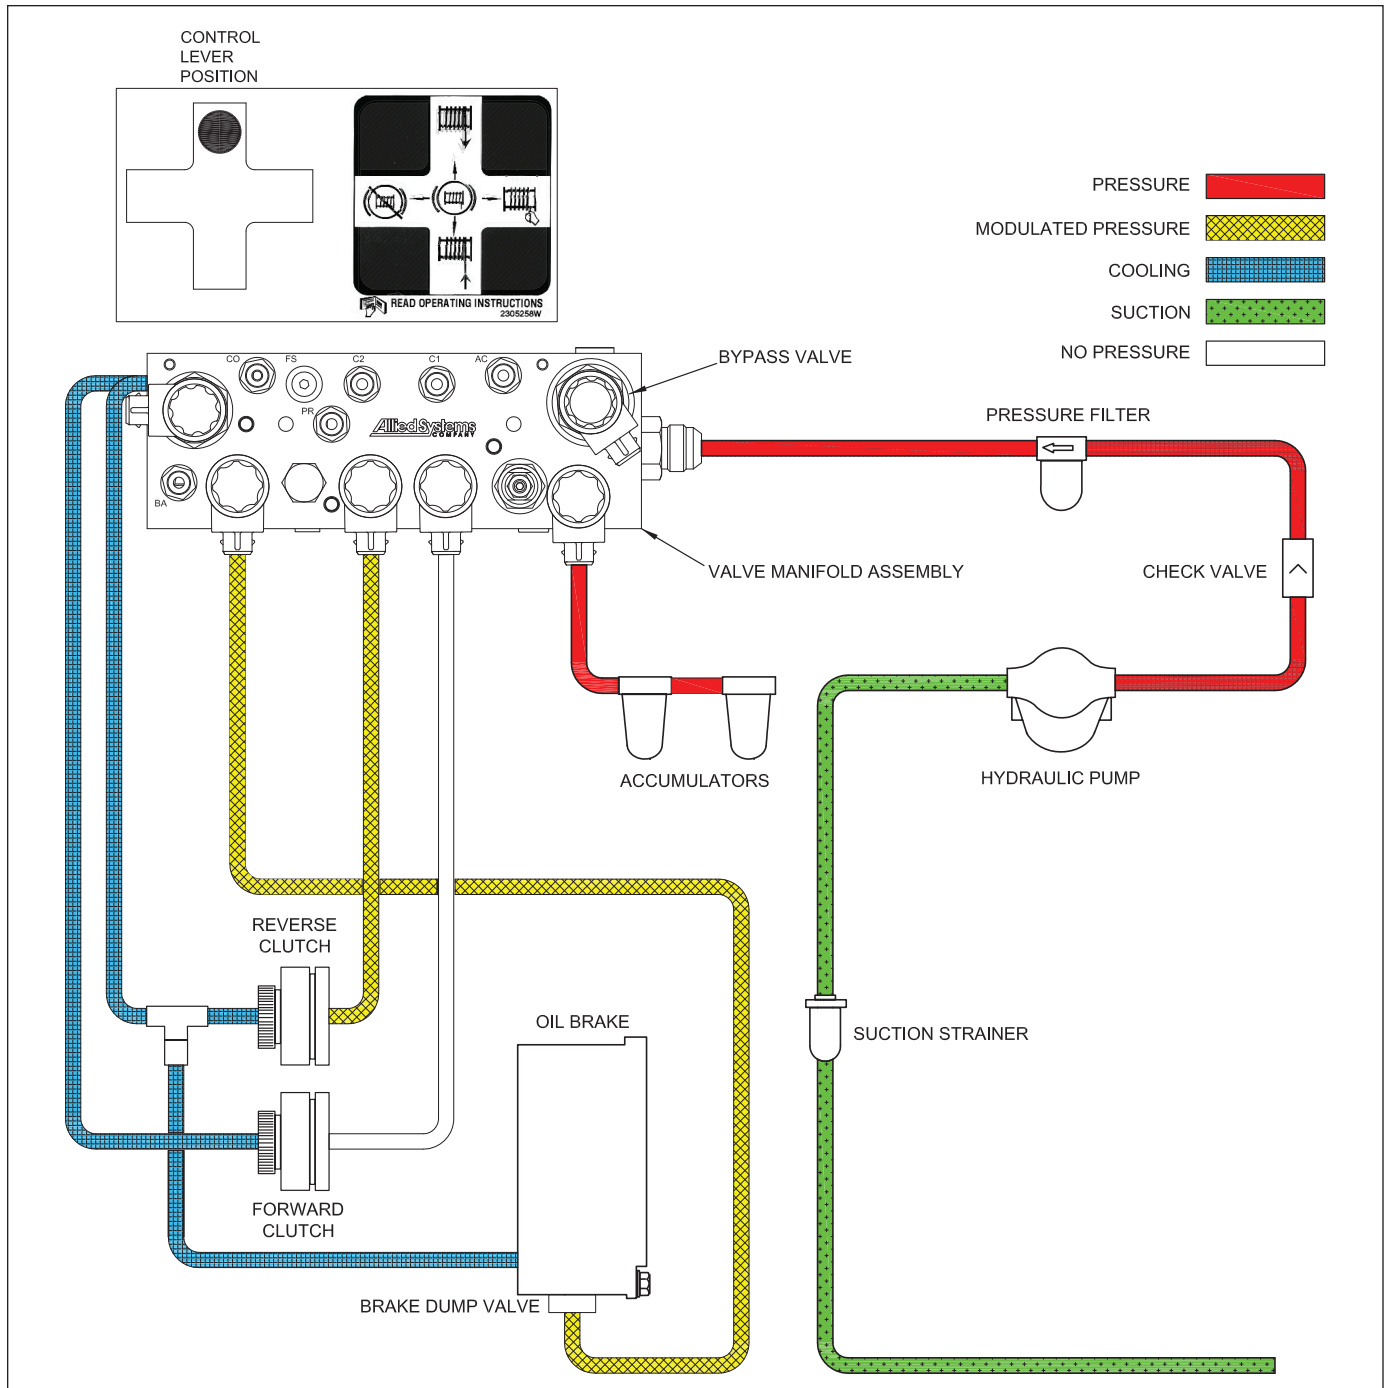 CONTROL
LEVER
POSITION
READ OPERATING INSTRUCTIONS
2305258W
PRESSURE
MODULATED PRESSURE
COOLING
SUCTION
NO PRESSURE
CO
FS
C2
C1
AC
PR
Allied Systems
COMPANY
BA
BYPASS VALVE
PRESSURE FILTER
VALVE MANIFOLD ASSEMBLY
CHECK VALVE
ACCUMULATORS
HYDRAULIC PUMP
REVERSE
CLUTCH
OIL BRAKE
SUCTION STRAINER
FORWARD
CLUTCH
BRAKE DUMP VALVE